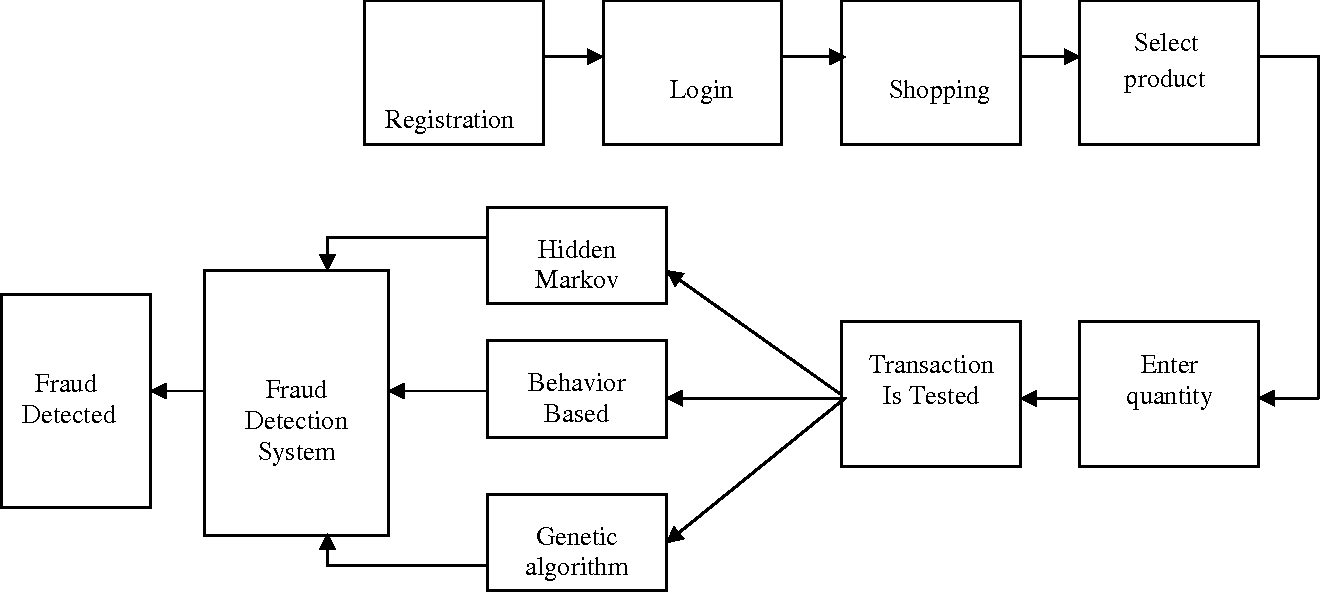 Registration
Login
Shopping
Select
product
Hidden
Markov
Fraud
Detected
Fraud
Detection
System
Behavior
Based
Transaction
Is Tested
Enter
quantity
Genetic
algorithm